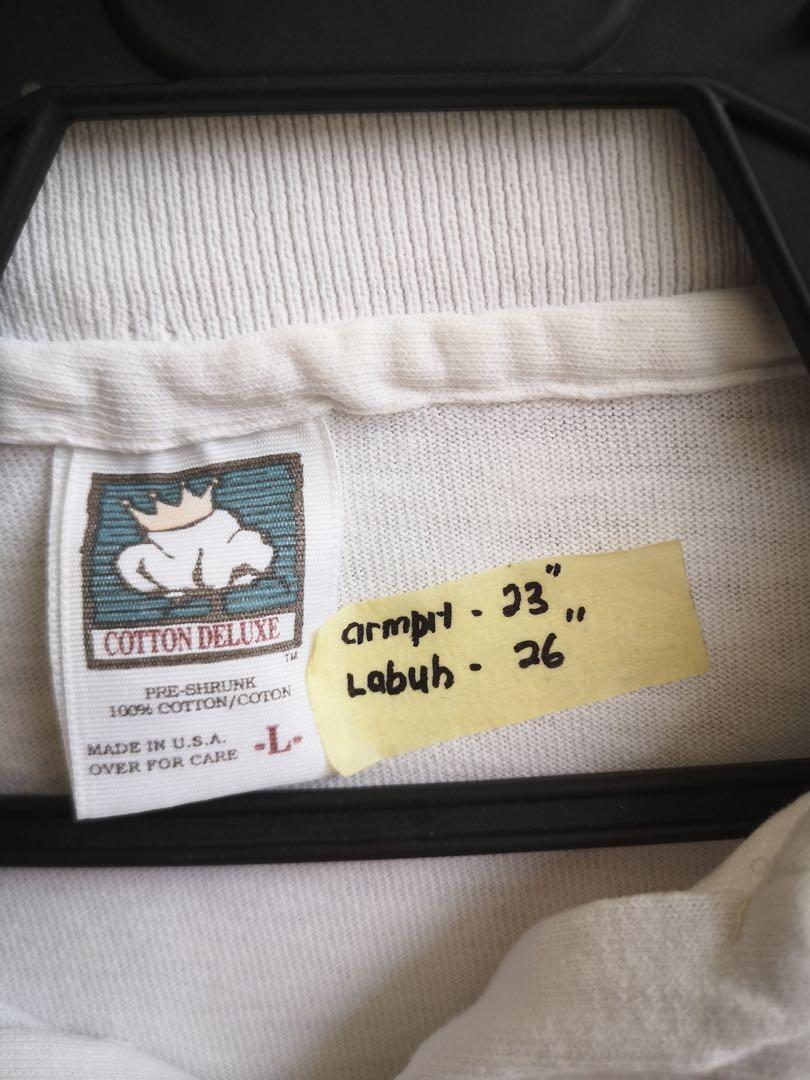 COTTON DELUXE
TM
PRE-SHRUNK
100% COTTON/COTON
MADE IN U.S.A. -L-
OVER FOR CARE
armpit - 23"
Labuh - 26"